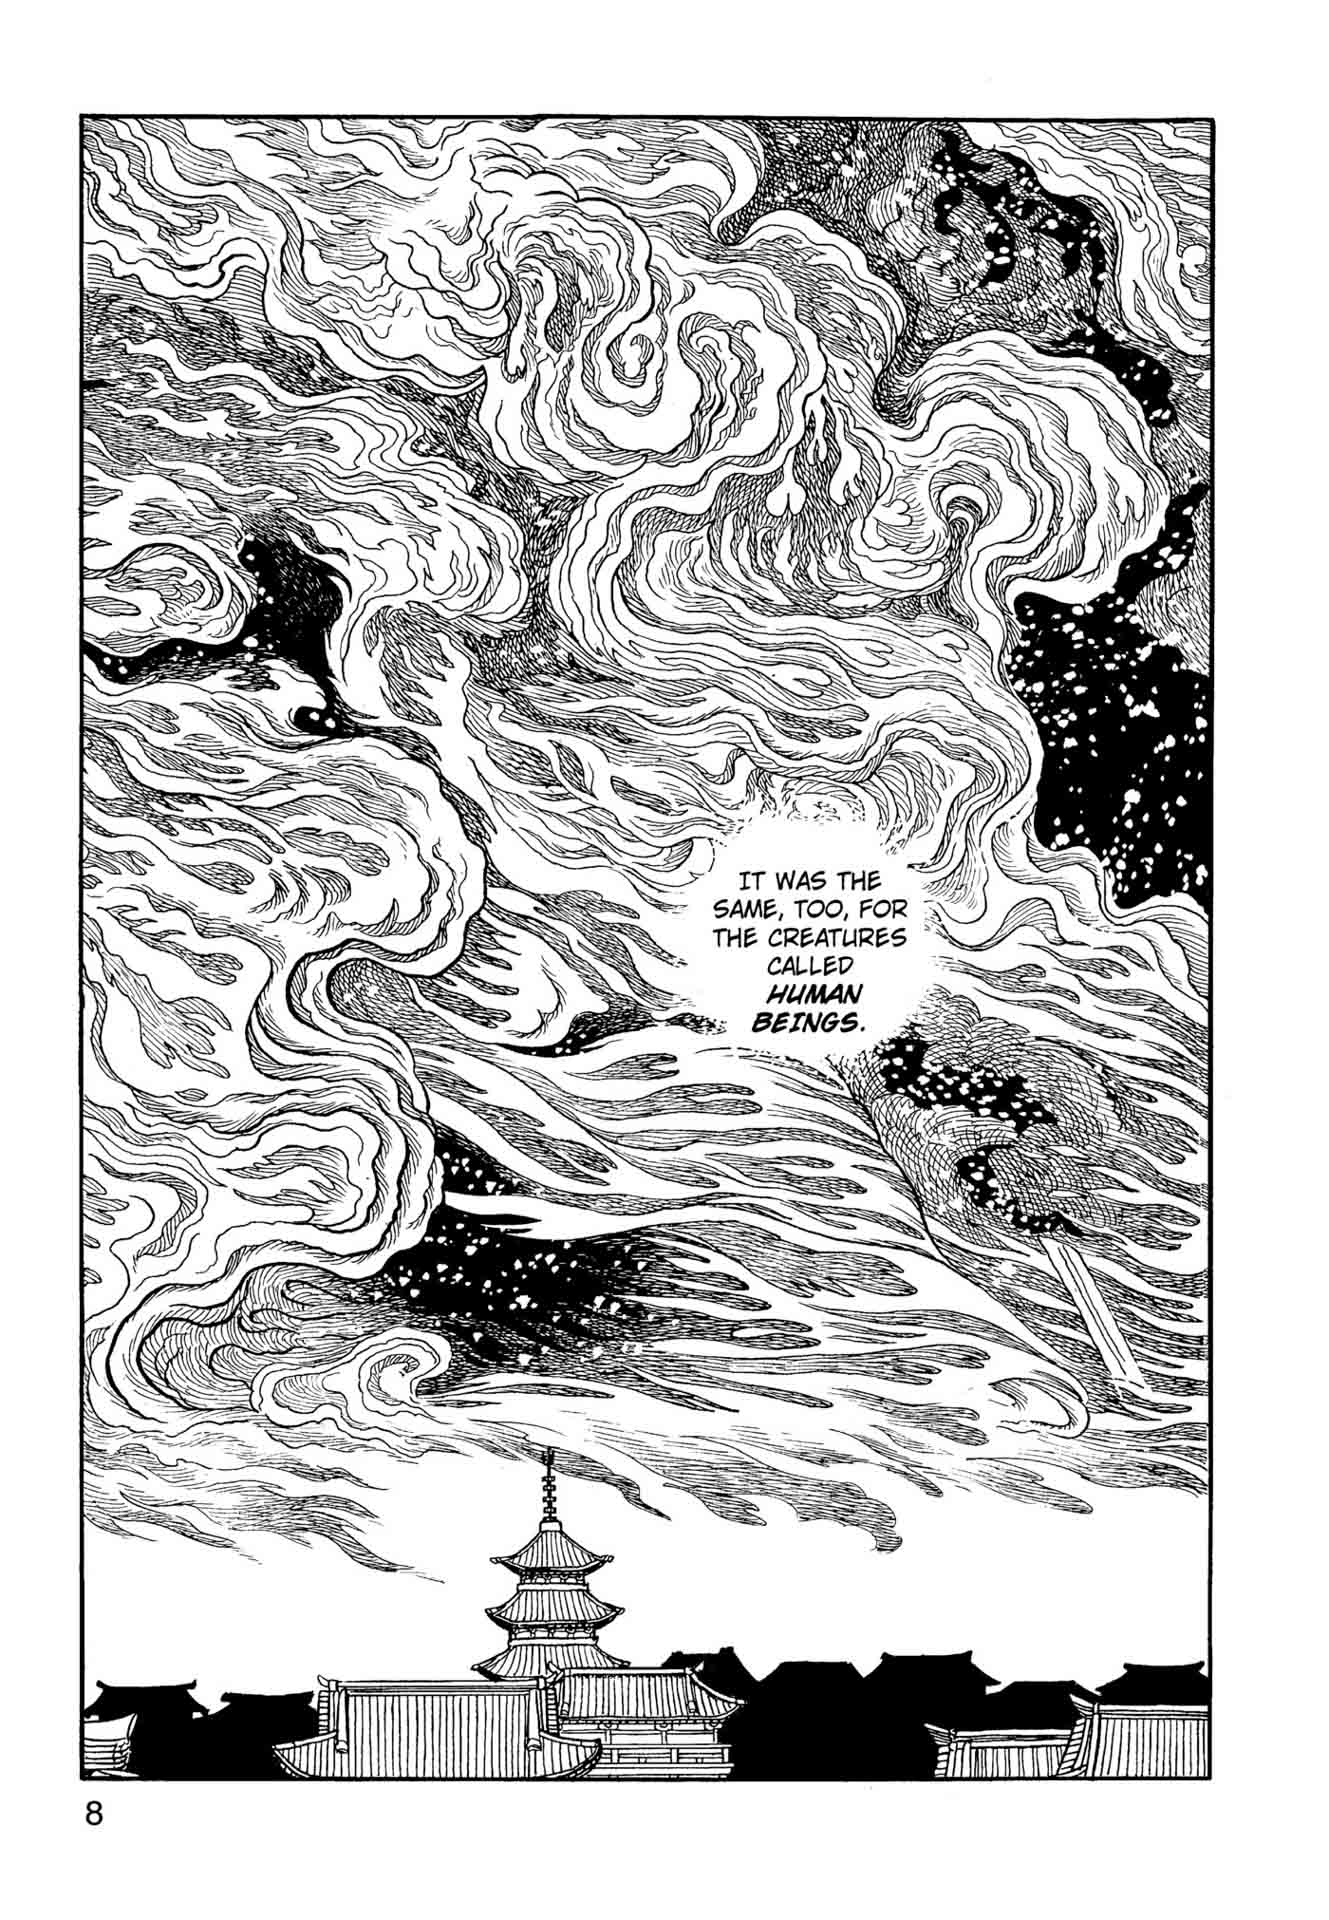 IT WAS THE
SAME, TOO, FOR
THE CREATURES
CALLED
HUMAN
BEINGS.
8